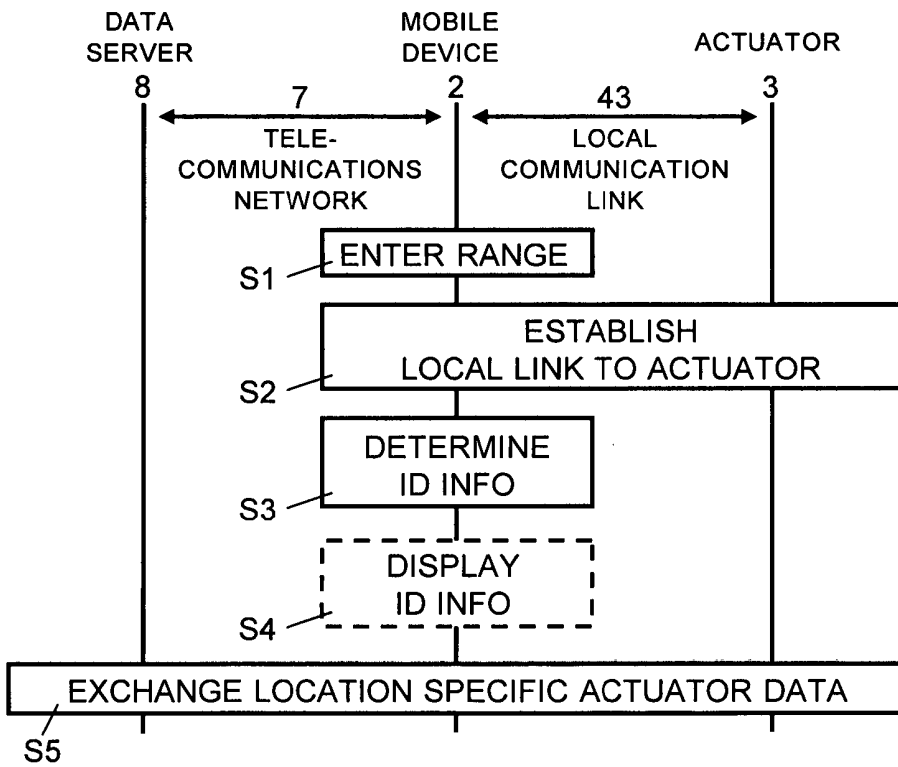 DATA
SERVER
8
MOBILE
DEVICE
2
ACTUATOR
3
7
TELE-
COMMUNICATIONS
NETWORK
43
LOCAL
COMMUNICATION
LINK
ENTER RANGE
S1
ESTABLISH
LOCAL LINK TO ACTUATOR
S2
DETERMINE
ID INFO
S3
DISPLAY
ID INFO
S4
EXCHANGE LOCATION SPECIFIC ACTUATOR DATA
S5